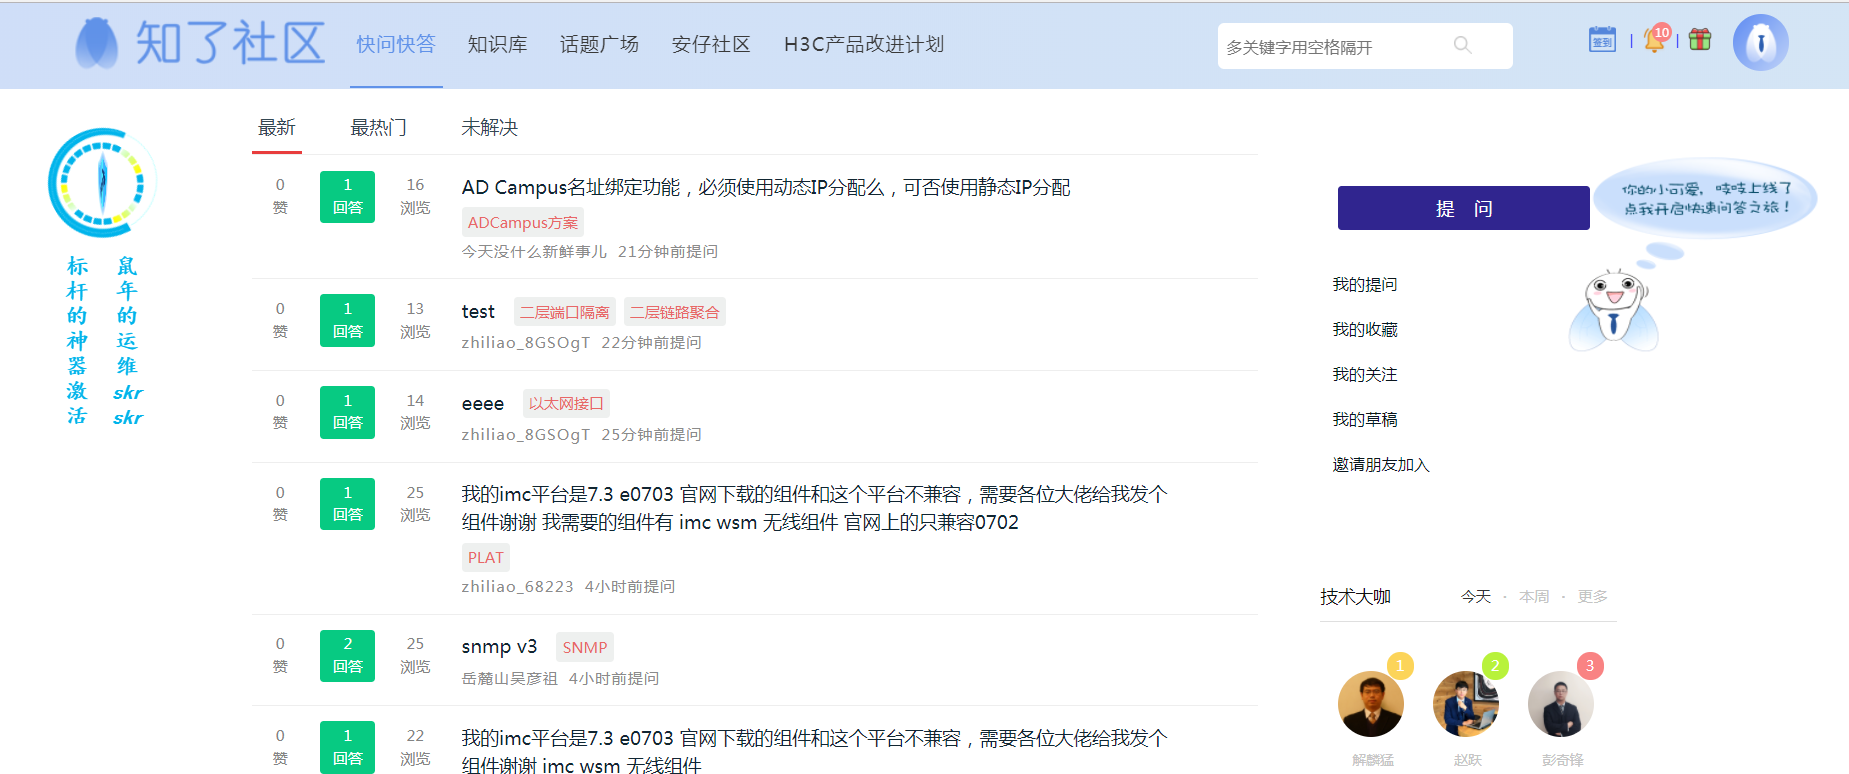 知了社区 快问快答 知识库 话题广场 安仔社区 H3C产品改进计划 多关键字用空格隔开 签到 | 10 |
最新 最热门 未解决
0 赞
1 回答
16 浏览
AD Campus名址绑定功能，必须使用动态IP分配么，可否使用静态IP分配
ADCampus方案
今天没什么新鲜事儿 21分钟前提问
0 赞
1 回答
13 浏览
test 二层端口隔离 二层链路聚合
zhiliao_8GSOgT 22分钟前提问
0 赞
1 回答
14 浏览
eeee 以太网接口
zhiliao_8GSOgT 25分钟前提问
0 赞
1 回答
25 浏览
我的imc平台是7.3 e0703 官网下载的组件和这个平台不兼容，需要各位大佬给我发个
组件谢谢 我需要的组件有 imc wsm 无线组件 官网上的只兼容0702
PLAT
zhiliao_68223 4小时前提问
0 赞
2 回答
25 浏览
snmp v3 SNMP
岳麓山吴彦祖 4小时前提问
0 赞
1 回答
22 浏览
我的imc平台是7.3 e0703 官网下载的组件和这个平台不兼容，需要各位大佬给我发个
组件谢谢 imc wsm 无线组件
鼠年的运维skr skr
标杆的神器激活
提 问
你的小可爱，吱吱上线了
点我开启快速问答之旅！
我的提问
我的收藏
我的关注
我的草稿
邀请朋友加入
技术大咖 今天 · 本周 · 更多
1 2 3
解麟猛 赵跃 彭奇锋